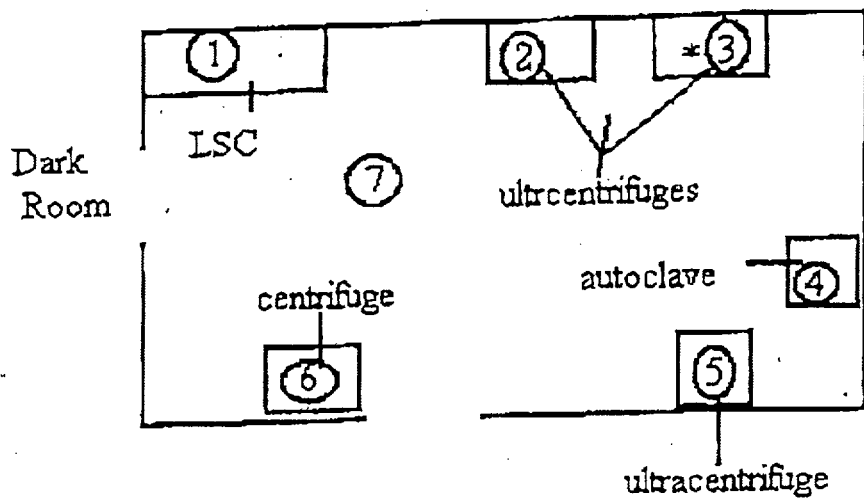 1
2
* 3
LSC
Dark
Room
7
ultrcentrifuges
autoclave
4
centrifuge
6
5
ultracentrifuge